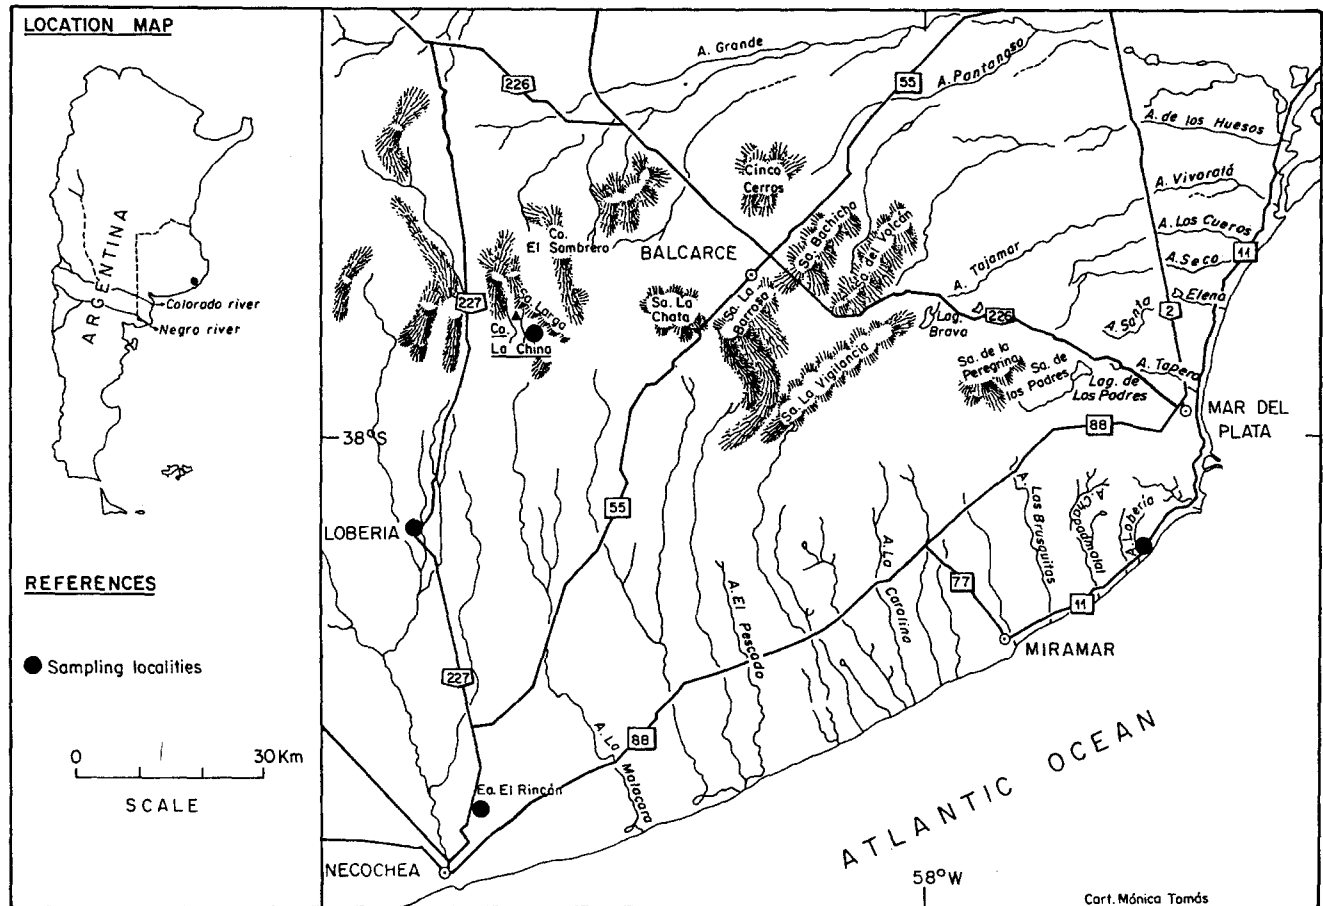 LOCATION MAP
ARGENTINA
Colorado river
Negro river
REFERENCES
Sampling localities
0 30 Km
SCALE
A. Grande
226
55
A. Pantanoso
A. de los Huesos
Cinco
Cerros
A. Vivoratá
Co.
El Sombrero
BALCARCE
Sa. Bachicha
Sa. del Volcán
A. Los Cueros
11
A. Tajamar
A. Seco
227
Sa. Larga
Sa. La
Chata
Sa. La
Barrosa
Elena
A. Santa
2
Co.
La China
Lag.
Brava
226
Sa. La Vigilancia
Sa. de la
Peregrina
Sa. de
los Padres
A. Tapera
Lag. de
Los Padres
MAR DEL
PLATA
38°S
88
55
LOBERIA
A. Las Brusquitas
A. Chapadmalal
A. Lobería
A. La
Carolina
77
11
A. El Pescado
MIRAMAR
227
A. La
Malacara
88
Ea. El Rincón
NECOCHEA
ATLANTIC OCEAN
58°W
Cart. Mónica Tomás